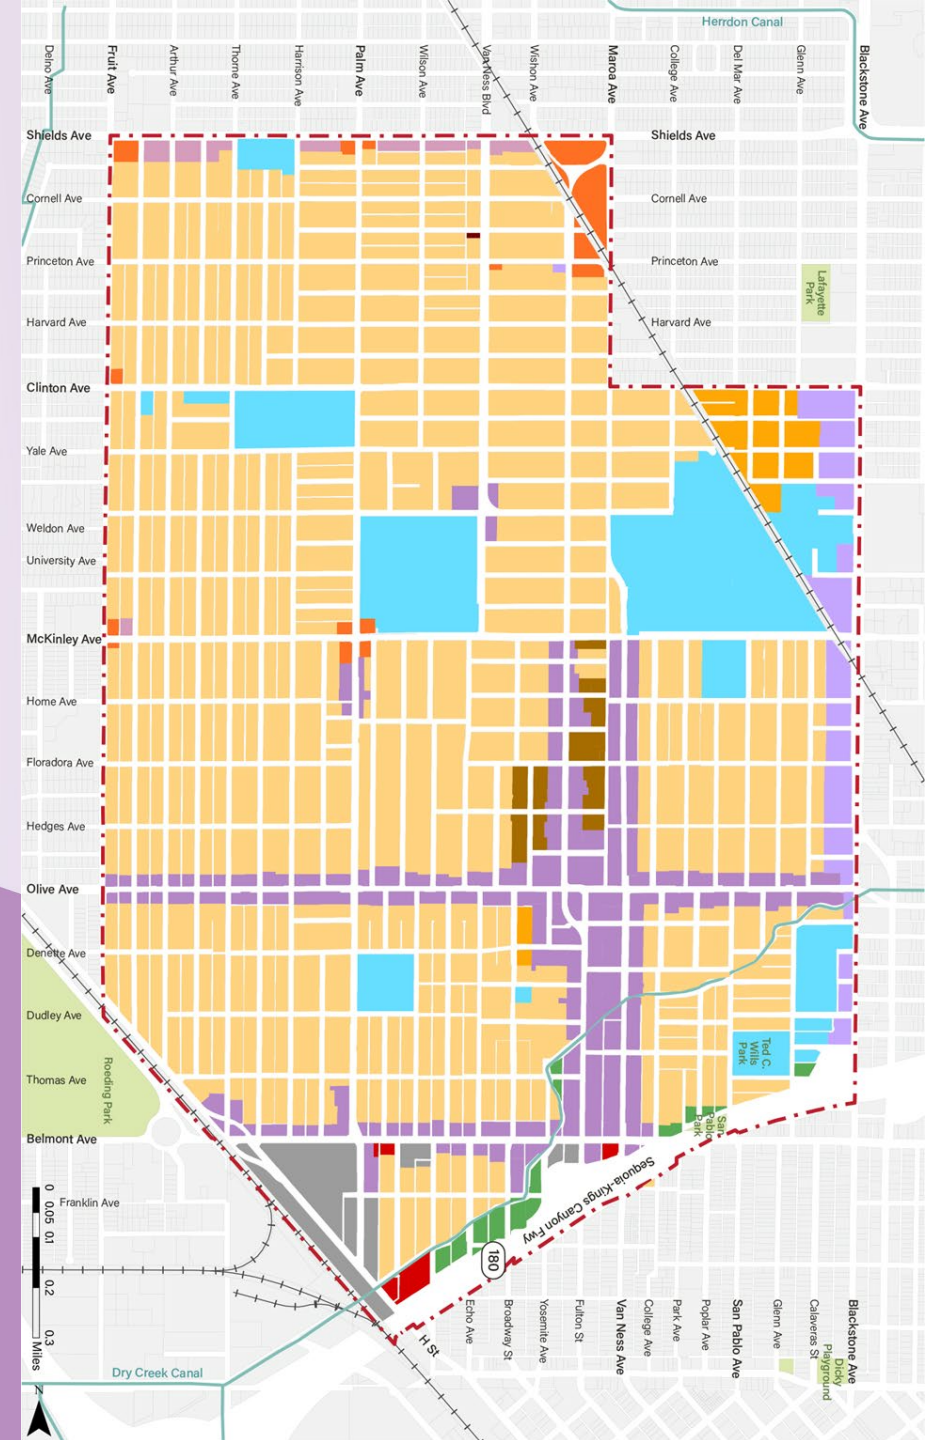 Herrdon Canal
Delno Ave
Fruit Ave
Arthur Ave
Thorne Ave
Harrison Ave
Palm Ave
Wilson Ave
Van Ness Blvd
Wishon Ave
Maroa Ave
College Ave
Del Mar Ave
Glenn Ave
Blackstone Ave
Shields Ave
Shields Ave
Cornell Ave
Cornell Ave
Princeton Ave
Princeton Ave
Lafayette
Park
Harvard Ave
Harvard Ave
Clinton Ave
Yale Ave
Weldon Ave
University Ave
McKinley Ave
Home Ave
Floradora Ave
Hedges Ave
Olive Ave
Denette Ave
Dudley Ave
Ted C.
Wills
Park
Thomas Ave
Roeding Park
San
Pablo
Park
Belmont Ave
Sequoia-Kings Canyon Fwy
180
Franklin Ave
0
0.05
0.1
0.2
0.3
Miles
N
H St
Echo Ave
Broadway St
Yosemite Ave
Fulton St
Van Ness Ave
College Ave
Park Ave
Poplar Ave
San Pablo Ave
Glenn Ave
Calaveras St
Blackstone Ave
Dicky
Playground
Dry Creek Canal